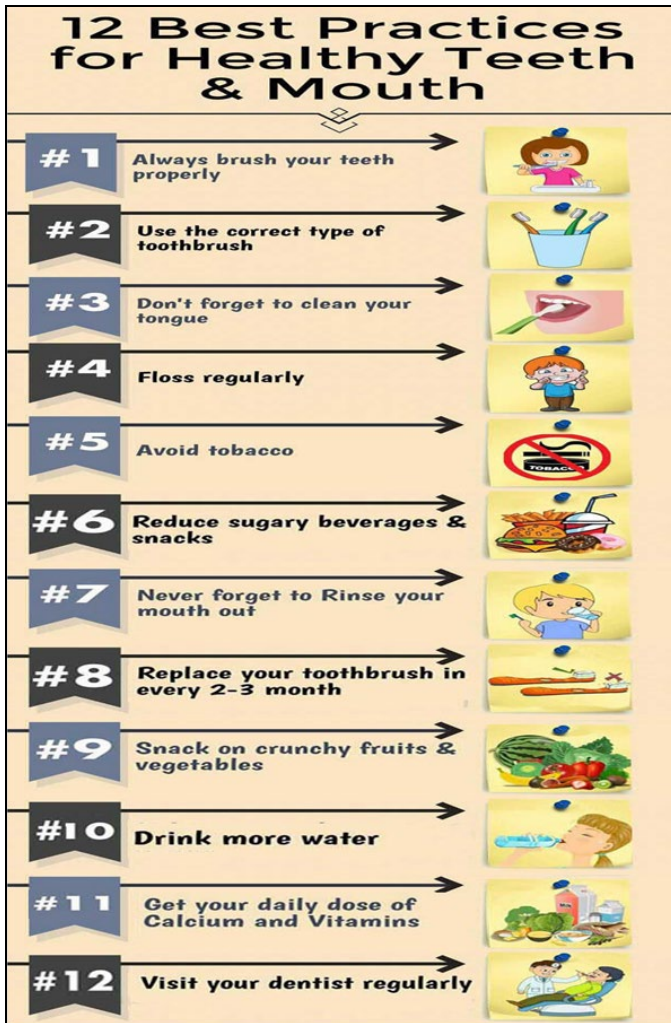 12 Best Practices
for Healthy Teeth
& Mouth
#1
Always brush your teeth
properly
#2
Use the correct type of
toothbrush
#3
Don't forget to clean your
tongue
#4
Floss regularly
#5
Avoid tobacco
TOBACCO
#6
Reduce sugary beverages &
snacks
#7
Never forget to Rinse your
mouth out
#8
Replace your toothbrush in
every 2-3 month
#9
Snack on crunchy fruits &
vegetables
#10
Drink more water
#11
Get your daily dose of
Calcium and Vitamins
#12
Visit your dentist regularly